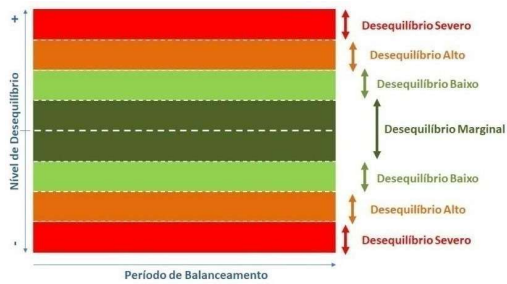 +
Desequilíbrio Severo
Desequilíbrio Alto
Desequilíbrio Baixo
Desequilíbrio Marginal
Desequilíbrio Baixo
Desequilíbrio Alto
Desequilíbrio Severo
-
Nível de Desequilíbrio
Período de Balanceamento